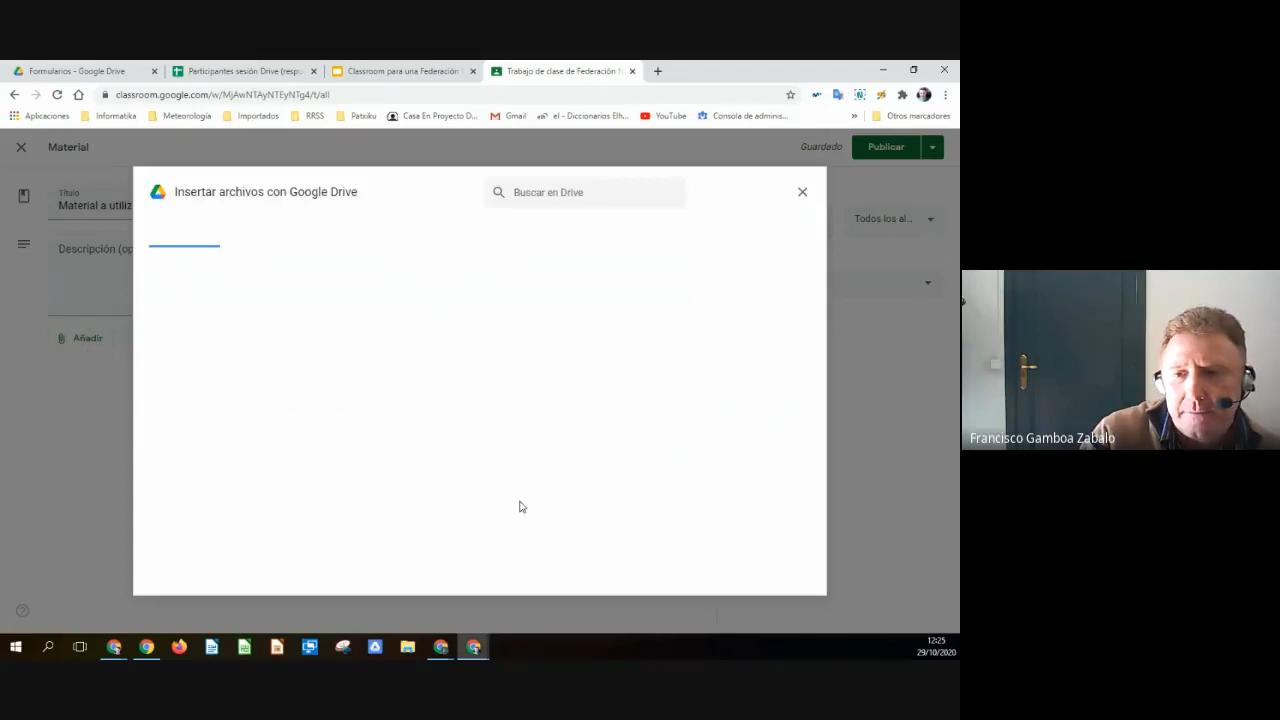 Formularios - Google Drive
Participantes sesión Drive (respu
Classroom para una Federación
Trabajo de clase de Federación N
classroom.google.com/w/MjAwNTAyNTEyNTg4/t/all
Aplicaciones
Informatika
Meteorología
Importados
RRSS
Patxiku
Casa En Proyecto D...
Gmail
el - Diccionarios Elh...
YouTube
Consola de adminis...
»
Otros marcadores
Material
Guardado
Publicar
Título
Material a utiliz
Todos los al...
Descripción (op
Añadir
Insertar archivos con Google Drive
Buscar en Drive
Francisco Gamboa Zabalo
12:25
29/10/2020